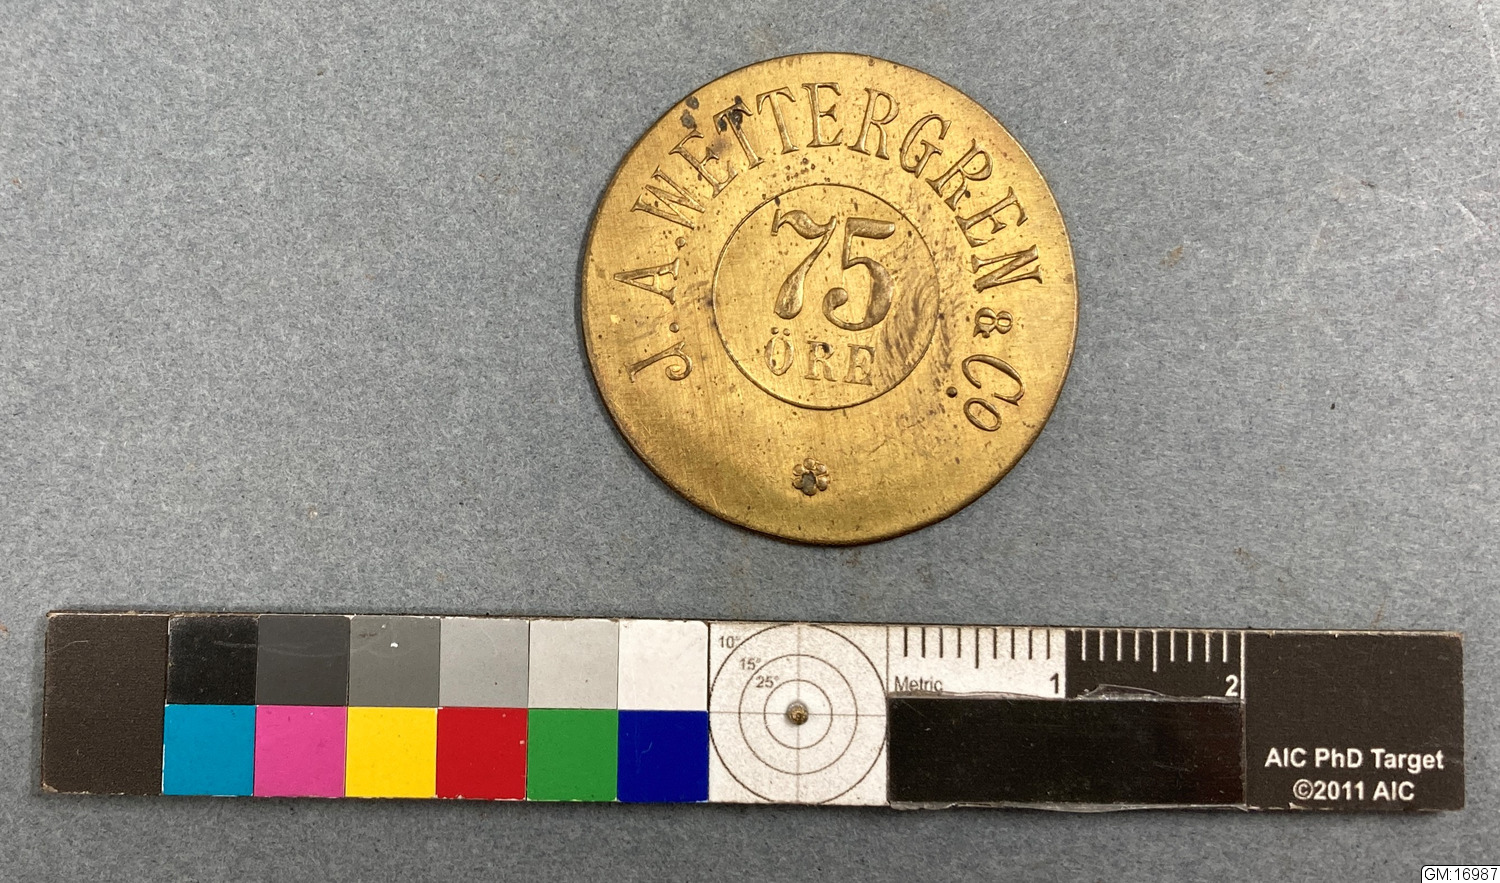 J. A. WETTERGREN & Co.
75
ÖRE
10°
15°
25°
Metric 1 2
AIC PhD Target
©2011 AIC
GM:16987